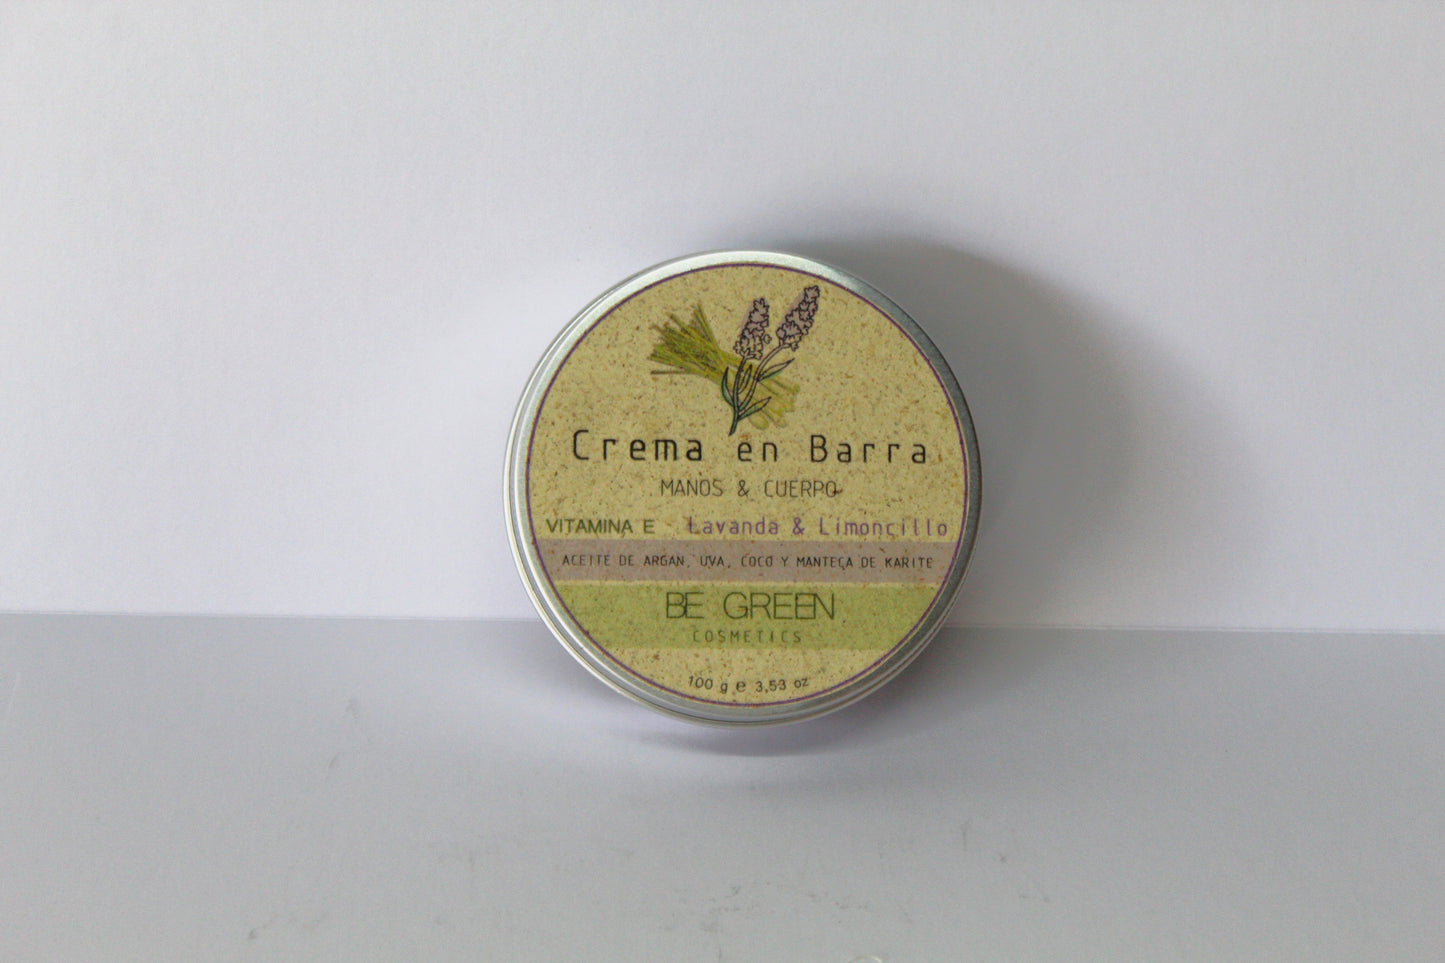 Crema en Barra
MANOS & CUERPO
VITAMINA E Lavanda & Limoncillo
ACEITE DE ARGAN, UVA, COCO Y MANTECA DE KARITE
BE GREEN
COSMETICS
100 g e 3,53 oz